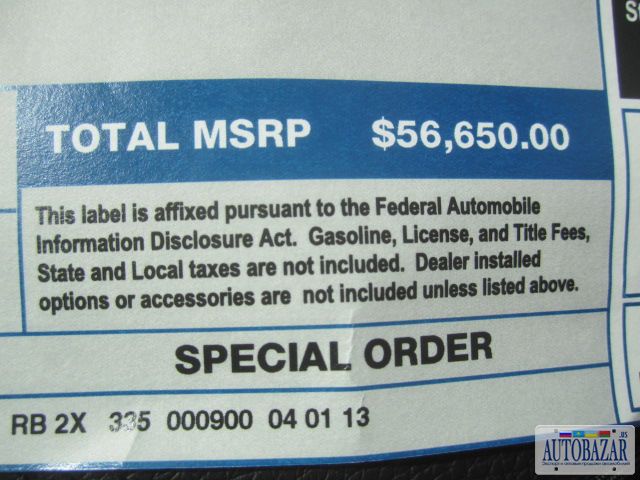 TOTAL MSRP $56,650.00
This label is affixed pursuant to the Federal Automobile
Information Disclosure Act. Gasoline, License, and Title Fees,
State and Local taxes are not included. Dealer installed
options or accessories are not included unless listed above.
SPECIAL ORDER
RB 2X 335 000900 04 01 13
.us
AUTOBAZAR